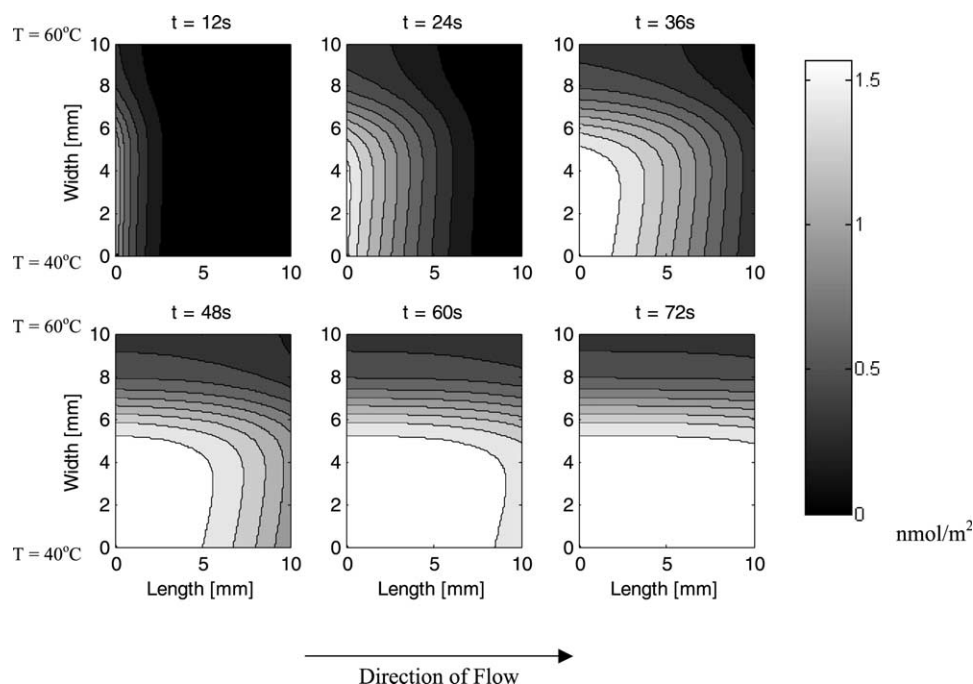 t = 12s t = 24s t = 36s
T = 60°C
10 10 10
8 8 8
6 6 6
4 4 4
2 2 2
0 0 0
Width [mm]
T = 40°C
0 5 10 0 5 10 0 5 10
t = 48s t = 60s t = 72s
T = 60°C
10 10 10
8 8 8
6 6 6
4 4 4
2 2 2
0 0 0
Width [mm]
T = 40°C
0 5 10 0 5 10 0 5 10
Length [mm] Length [mm] Length [mm]
1.5
1
0.5
0
nmol/m²
Direction of Flow